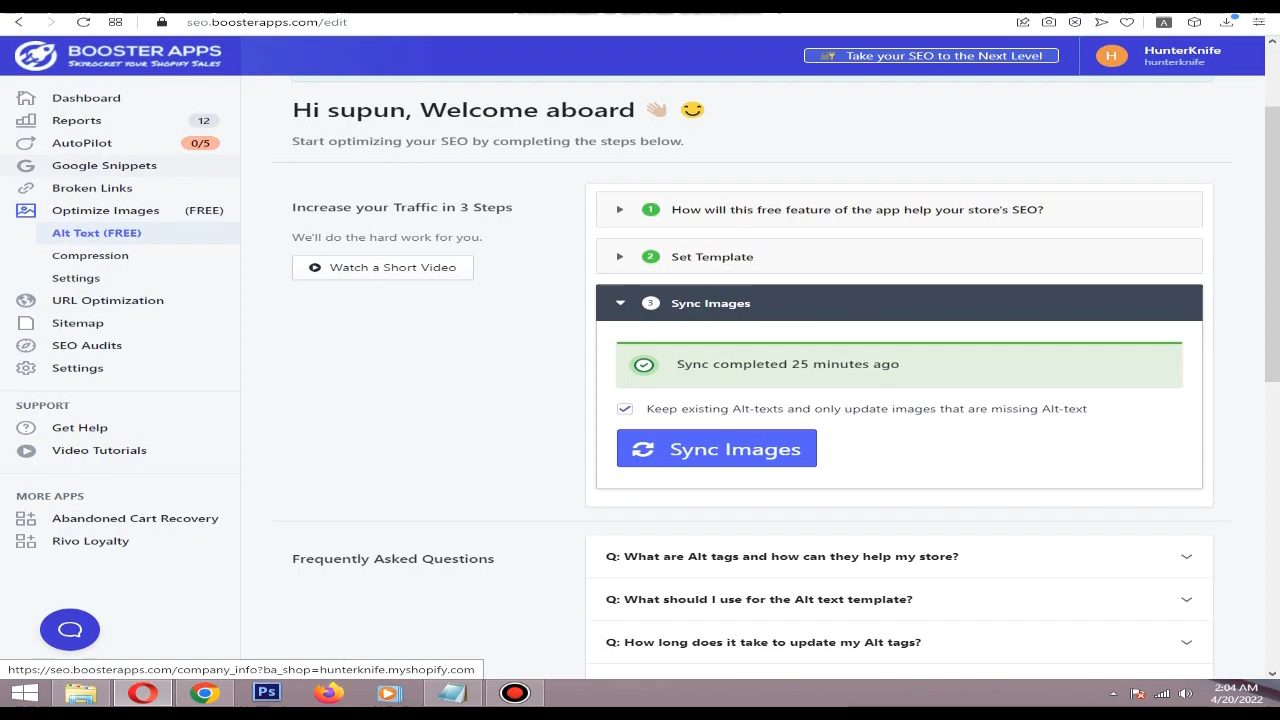 seo.boosterapps.com/edit
BOOSTER APPS
SKYROCKET YOUR SHOPIFY SALES
Take your SEO to the Next Level
H
HunterKnife
hunterknife
Dashboard
Reports 12
AutoPilot 0/5
Google Snippets
Broken Links
Optimize Images (FREE)
Alt Text (FREE)
Compression
Settings
URL Optimization
Sitemap
SEO Audits
Settings
SUPPORT
Get Help
Video Tutorials
MORE APPS
Abandoned Cart Recovery
Rivo Loyalty
Hi supun, Welcome aboard 👋🏼 😊
Start optimizing your SEO by completing the steps below.
Increase your Traffic in 3 Steps
We'll do the hard work for you.
Watch a Short Video
1 How will this free feature of the app help your store's SEO?
2 Set Template
3 Sync Images
Sync completed 25 minutes ago
Keep existing Alt-texts and only update images that are missing Alt-text
Sync Images
Frequently Asked Questions
Q: What are Alt tags and how can they help my store?
Q: What should I use for the Alt text template?
Q: How long does it take to update my Alt tags?
https://seo.boosterapps.com/company_info?ba_shop=hunterknife.myshopify.com
Ps
2:04 AM
4/20/2022